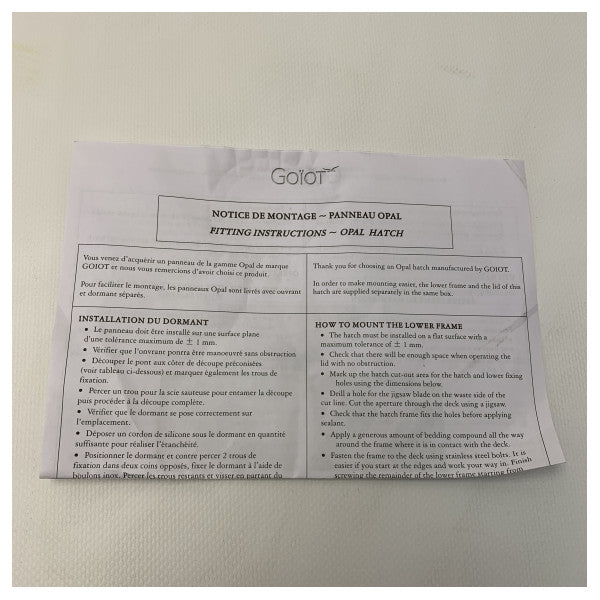 GOÏOT
NOTICE DE MONTAGE ~ PANNEAU OPAL
FITTING INSTRUCTIONS ~ OPAL HATCH
Vous venez d'acquérir un panneau de la gamme Opal de marque
GOIOT et nous vous remercions d'avoir choisi ce produit.
Pour faciliter le montage, les panneaux Opal sont livrés avec ouvrant
et dormant séparés.
Thank you for choosing an Opal hatch manufactured by GOIOT.
In order to make mounting easier, the lower frame and the lid of this
hatch are supplied separately in the same box.
INSTALLATION DU DORMANT
• Le panneau doit être installé sur une surface plane
d'une tolérance maximum de ± 1 mm.
• Vérifier que l'ouvrant pourra être manoeuvré sans obstruction
• Découper le pont aux côter de découpe préconisées
(voir tableau ci-dessous) et marquer également les trous de
fixation.
• Percer un trou pour la scie sauteuse pour entamer la découpe
puis procéder à la découpe complète.
• Vérifier que le dormant se pose correctement sur
l'emplacement.
• Déposer un cordon de silicone sous le dormant en quantité
suffisante pour réaliser l'étanchéité.
• Positionner le dormant et contre percer 2 trous de
fixation dans deux coins opposés, fixer le dormant à l'aide de
boulons inox. Percer les trous restants et visser en partant du
HOW TO MOUNT THE LOWER FRAME
• The hatch must be installed on a flat surface with a
maximum tolerance of ± 1 mm.
• Check that there will be enough space when operating the
lid with no obstruction.
• Mark up the hatch cut-out area for the hatch and lower fixing
holes using the dimensions below.
• Drill a hole for the jigsaw blade on the waste side of the
cut line. Cut the aperture through the deck using a jigsaw.
• Check that the hatch frame fits the holes before applying
sealant.
• Apply a generous amount of bedding compound all the way
around the frame where it is in contact with the deck.
• Fasten the frame to the deck using stainless steel bolts. It is
easier if you start at the edges and work your way in. Finish
screwing the remainder of the lower frame starting from